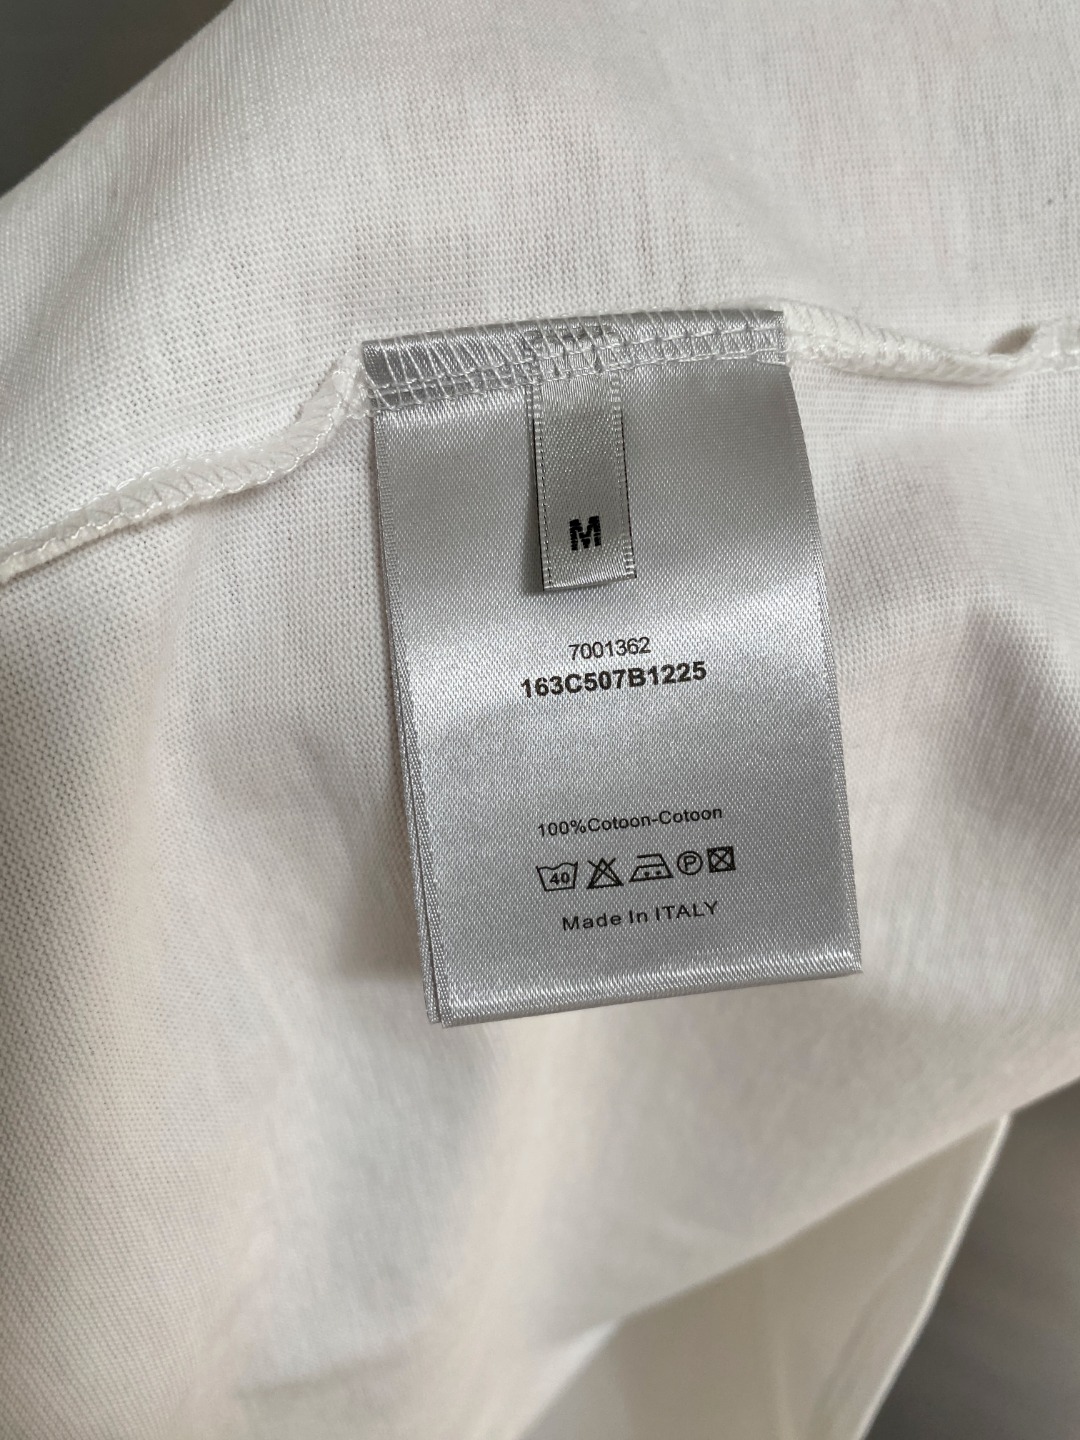 M
7001362
163C507B1225
100%Cotoon-Cotoon
40 P
Made In ITALY